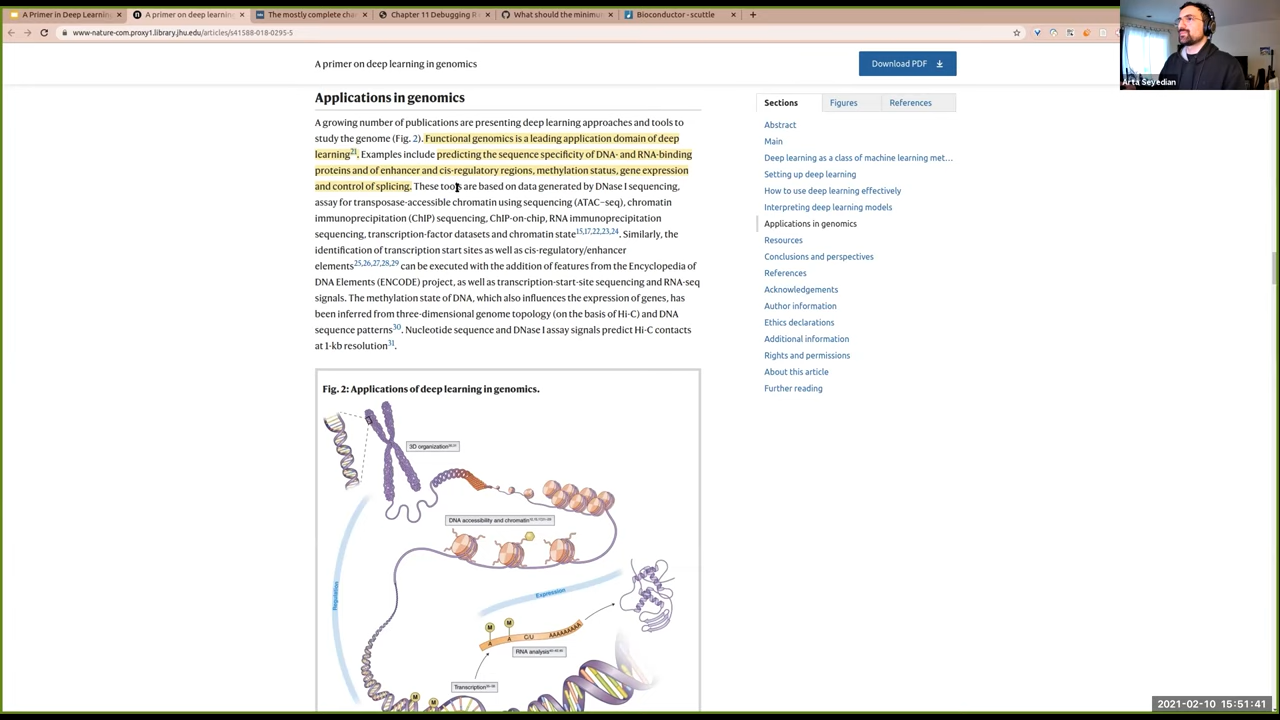 A Primer in Deep Learning
A primer on deep learning
The mostly complete cha
Chapter 11 Debugging R
What should the minimu
Bioconductor - scuttle
www-nature-com.proxy1.library.jhu.edu/articles/s41588-018-0295-5
Arta Seyedian
A primer on deep learning in genomics
Download PDF
Applications in genomics
A growing number of publications are presenting deep learning approaches and tools to
study the genome (Fig. 2). Functional genomics is a leading application domain of deep
learning21. Examples include predicting the sequence specificity of DNA- and RNA-binding
proteins and of enhancer and cis-regulatory regions, methylation status, gene expression
and control of splicing. These tools are based on data generated by DNase I sequencing,
assay for transposase-accessible chromatin using sequencing (ATAC–seq), chromatin
immunoprecipitation (ChIP) sequencing, ChIP-on-chip, RNA immunoprecipitation
sequencing, transcription-factor datasets and chromatin state15,17,22,23,24. Similarly, the
identification of transcription start sites as well as cis-regulatory/enhancer
elements25,26,27,28,29 can be executed with the addition of features from the Encyclopedia of
DNA Elements (ENCODE) project, as well as transcription-start-site sequencing and RNA-seq
signals. The methylation state of DNA, which also influences the expression of genes, has
been inferred from three-dimensional genome topology (on the basis of Hi-C) and DNA
sequence patterns30. Nucleotide sequence and DNase I assay signals predict Hi-C contacts
at 1-kb resolution31.
Fig. 2: Applications of deep learning in genomics.
3D organization
DNA accessibility and chromatin
Regulation
Expression
M
M
A
A
C/U
AAAAAAAAA
RNA analysis
Transcription
M
M
Sections
Figures
References
Abstract
Main
Deep learning as a class of machine learning met…
Setting up deep learning
How to use deep learning effectively
Interpreting deep learning models
Applications in genomics
Resources
Conclusions and perspectives
References
Acknowledgements
Author information
Ethics declarations
Additional information
Rights and permissions
About this article
Further reading
2021-02-10 15:51:41